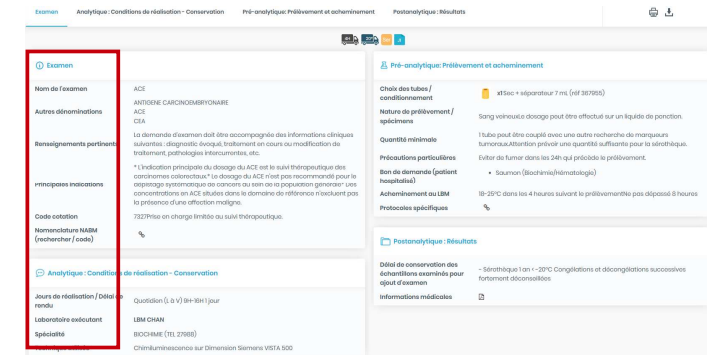 Examen
Analytique : Conditions de réalisation - Conservation
Pré-analytique: Prélèvement et acheminement
Postanalytique : Résultats
Examen
Nom de l'examen
ACE
Autres dénominations
ANTIGENE CARCINOEMBRYONAIRE
ACE
CEA
Renseignements pertinents
La demande d'examen doit être accompagnée des informations cliniques
suivantes : diagnostic évoqué, traitement en cours ou modification de
traitement, pathologies intercurrentes, etc.
Principales indications
* L'indication principale du dosage du ACE est le suivi thérapeutique des
carcinomes colorectaux.* Le dosage du ACE n'est pas recommandé pour le
dépistage systématique de cancers au sein de la population générale* Des
concentrations en ACE situées dans le domaine de référence n'excluent pas
la présence d'une affection maligne.
Code cotation
7327Prise en charge limitée au suivi thérapeutique.
Nomenclature NABM
(rechercher / code)
Analytique : Conditions de réalisation - Conservation
Jours de réalisation / Délai de
rendu
Quotidien (L à V) 9H-16H 1 jour
Laboratoire exécutant
LBM CHAN
Spécialité
BIOCHIMIE (TEL 27988)
Technique utilisée
Chimiluminescence sur Dimension Siemens VISTA 500
Pré-analytique: Prélèvement et acheminement
Choix des tubes /
conditionnement
x1 Sec + séparateur 7 mL (réf 367955)
Nature de prélèvement /
spécimens
Sang veineuxLe dosage peut être effectué sur un liquide de ponction.
Quantité minimale
1 tube peut être couplé avec une autre recherche de marqueurs
tumorauxAttention prévoir une quantité suffisante pour la sérothèque.
Précautions particulières
Eviter de fumer dans les 24h qui précède le prélèvement.
Bon de demande (patient
hospitalisé)
• Saumon (Biochimie/Hématologie)
Acheminement au LBM
18-25°C dans les 4 heures suivant le prélèvementNe pas dépassé 8 heures
Protocoles spécifiques
Postanalytique : Résultats
Délai de conservation des
échantillons examinés pour
ajout d'examen
- Sérothèque 1 an < -20°C Congélations et décongélations successives
fortement déconseillées
Informations médicales